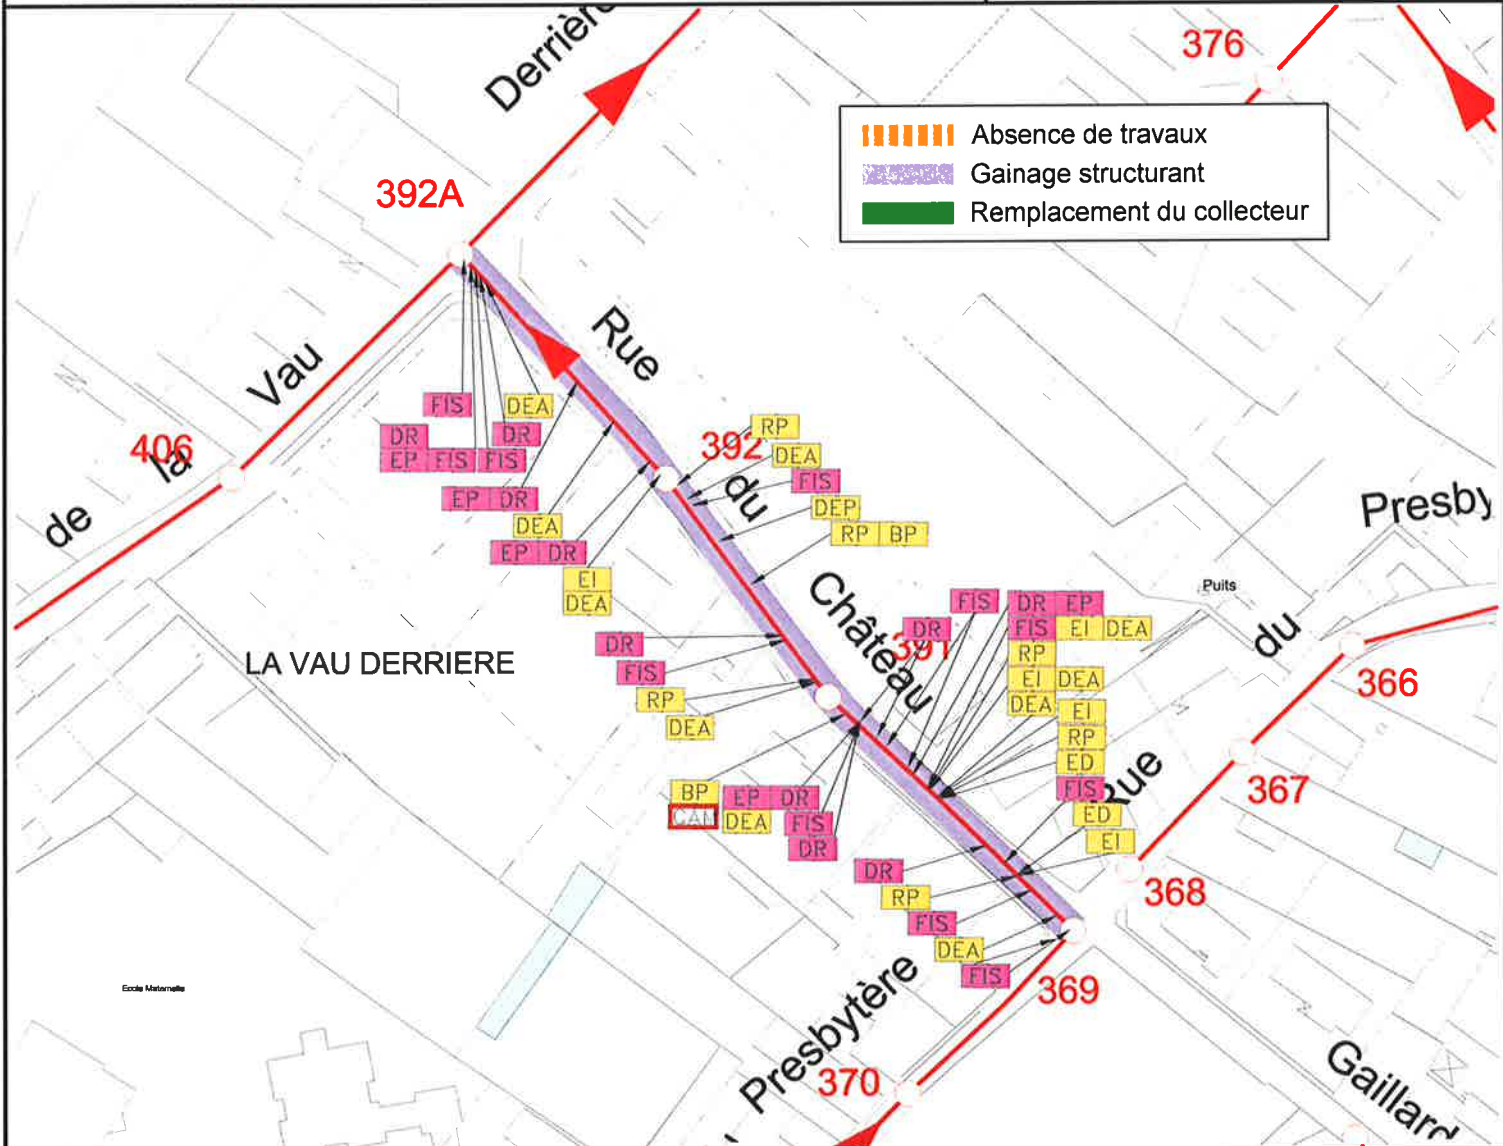 Derrière
376
Absence de travaux
Gainage structurant
Remplacement du collecteur
392A
Rue
Vau
406
la
de
FIS
DEA
DR
DR
EP FIS FIS
EP DR
DEA
EP DR
EI
DEA
392
RP
DEA
FIS
DEP
RP BP
du
Presby
Puits
Château
391
FIS
DR EP
DR
FIS EI DEA
RP
EI DEA
DEA EI
RP
ED
FIS
ED
EI
du
366
LA VAU DERRIERE
DR
FIS
RP
DEA
Rue
367
BP
EP DR
CAN
DEA
FIS
DR
DR
RP
FIS
DEA
FIS
368
369
Ecole Maternelle
Presbytère
370
Gaillard